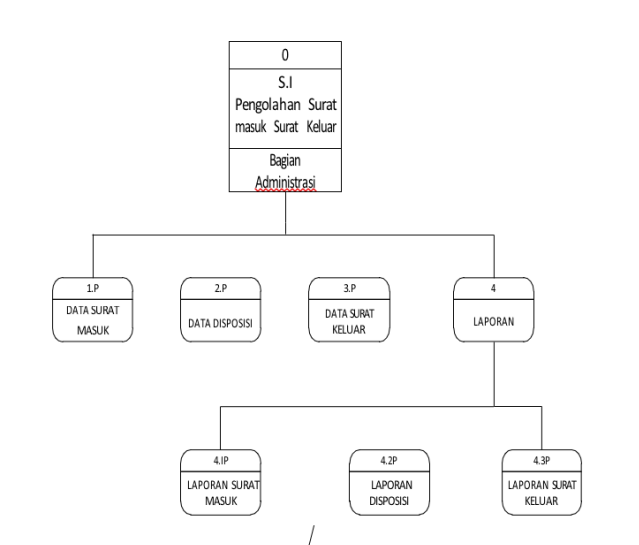 0
S.I
Pengolahan Surat
masuk Surat Keluar
Bagian
Administrasi
1.P
DATA SURAT
MASUK
2.P
DATA DISPOSISI
3.P
DATA SURAT
KELUAR
4
LAPORAN
4.IP
LAPORAN SURAT
MASUK
4.2P
LAPORAN
DISPOSISI
4.3P
LAPORAN SURAT
KELUAR
/